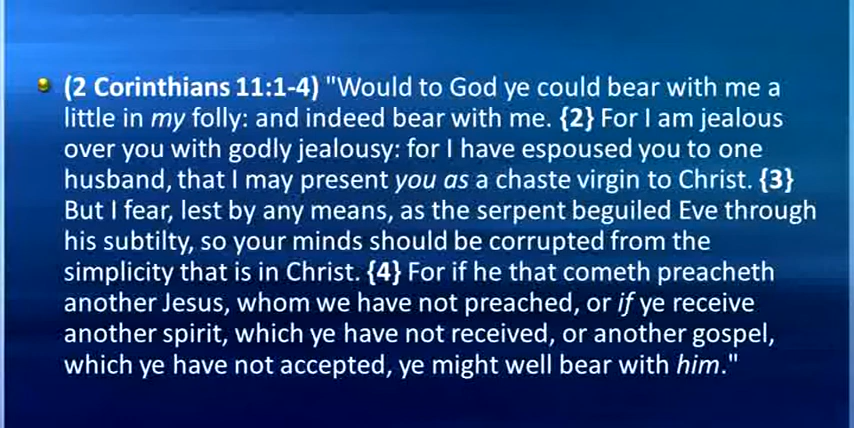 (2 Corinthians 11:1-4) "Would to God ye could bear with me a
little in my folly: and indeed bear with me. {2} For I am jealous
over you with godly jealousy: for I have espoused you to one
husband, that I may present you as a chaste virgin to Christ. {3}
But I fear, lest by any means, as the serpent beguiled Eve through
his subtilty, so your minds should be corrupted from the
simplicity that is in Christ. {4} For if he that cometh preacheth
another Jesus, whom we have not preached, or if ye receive
another spirit, which ye have not received, or another gospel,
which ye have not accepted, ye might well bear with him."